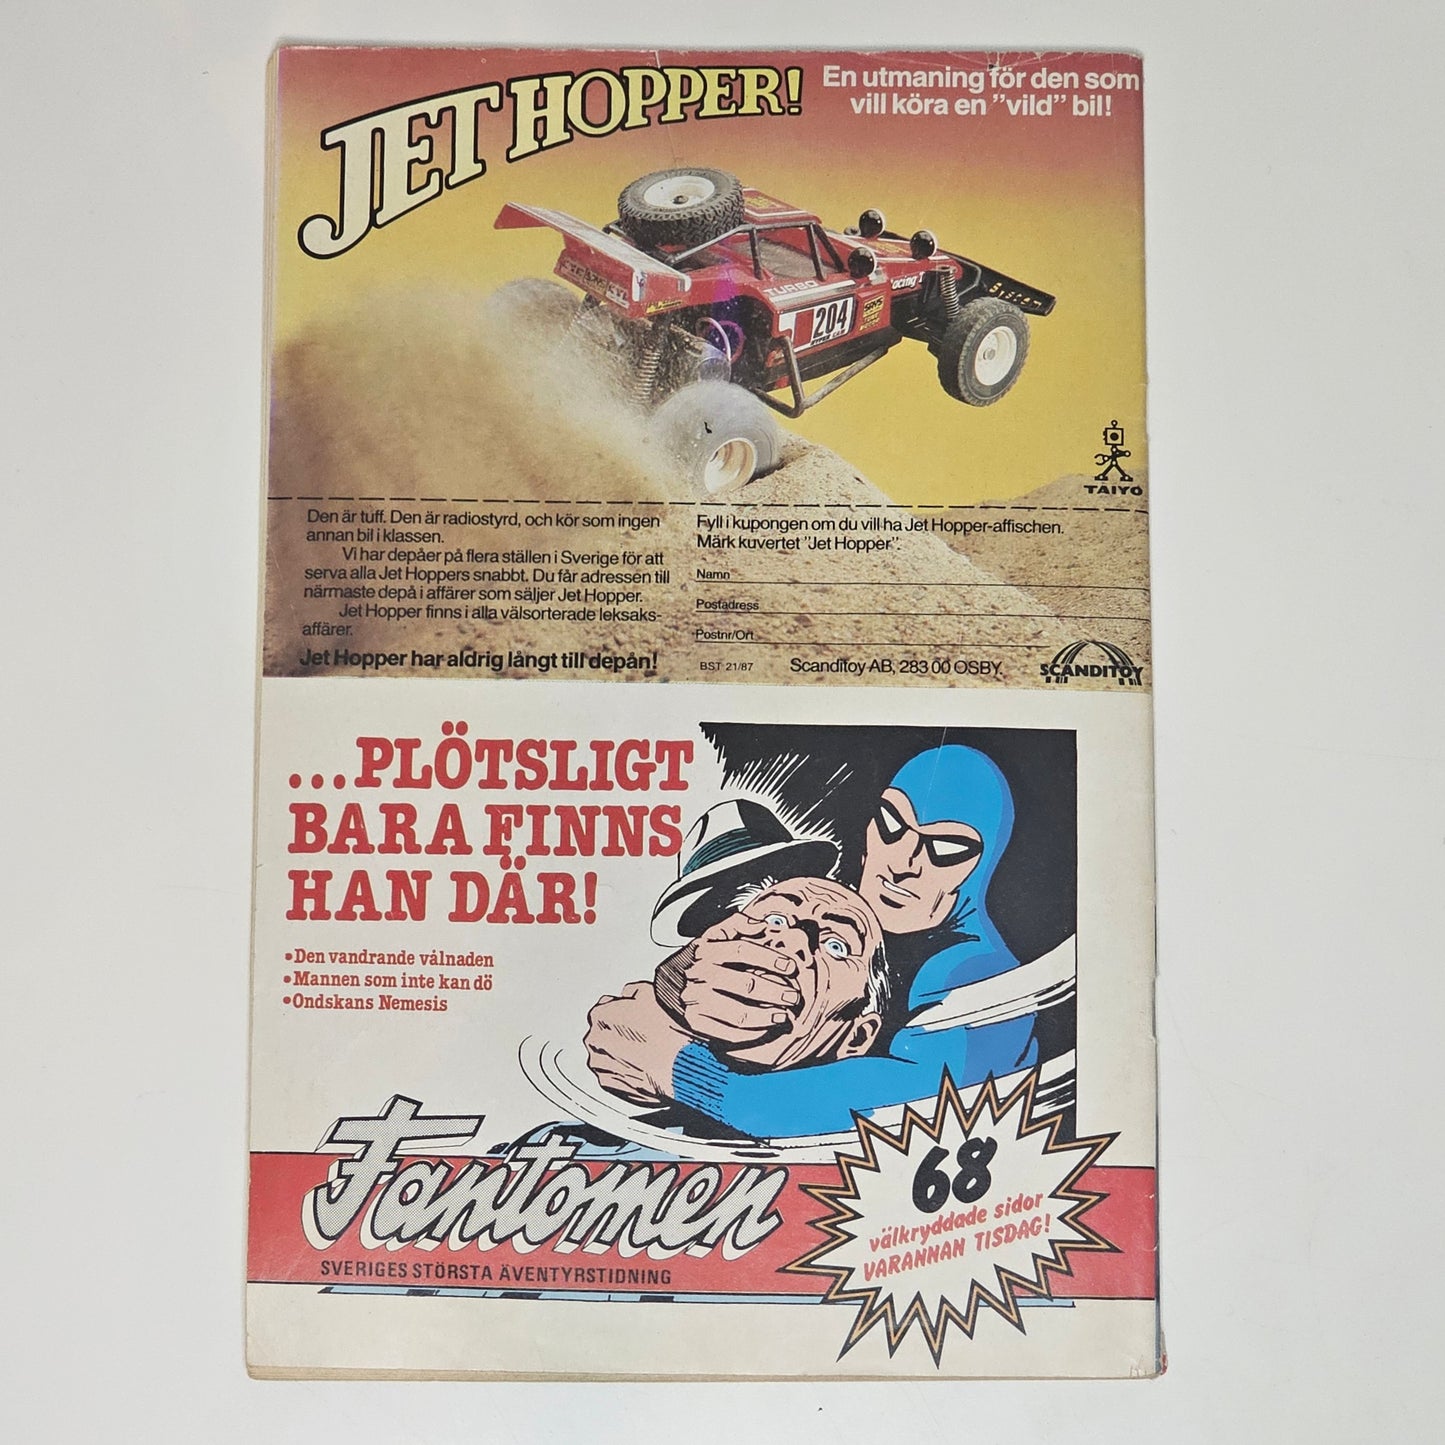 JET HOPPER!
En utmaning för den som
vill köra en "vild" bil!
TURBO
204
Racing
System
TAIYO
Den är tuff. Den är radiostyrd, och kör som ingen
annan bil i klassen.
Vi har depåer på flera ställen i Sverige för att
serva alla Jet Hoppers snabbt. Du får adressen till
närmaste depå i affärer som säljer Jet Hopper.
Jet Hopper finns i alla välsorterade leksaks-
affärer.
Jet Hopper har aldrig långt till depån!
Fyll i kupongen om du vill ha Jet Hopper-affischen.
Märk kuvertet "Jet Hopper".
Namn
Postadress
Postnr/Ort
BST 21/87
Scanditoy AB, 283 00 OSBY.
SCANDITOY
...PLÖTSLIGT
BARA FINNS
HAN DÄR!
•Den vandrande vålnaden
•Mannen som inte kan dö
•Ondskans Nemesis
Fantomen
SVERIGES STÖRSTA ÄVENTYRSTIDNING
68
välkryddade sidor
VARANNAN TISDAG!